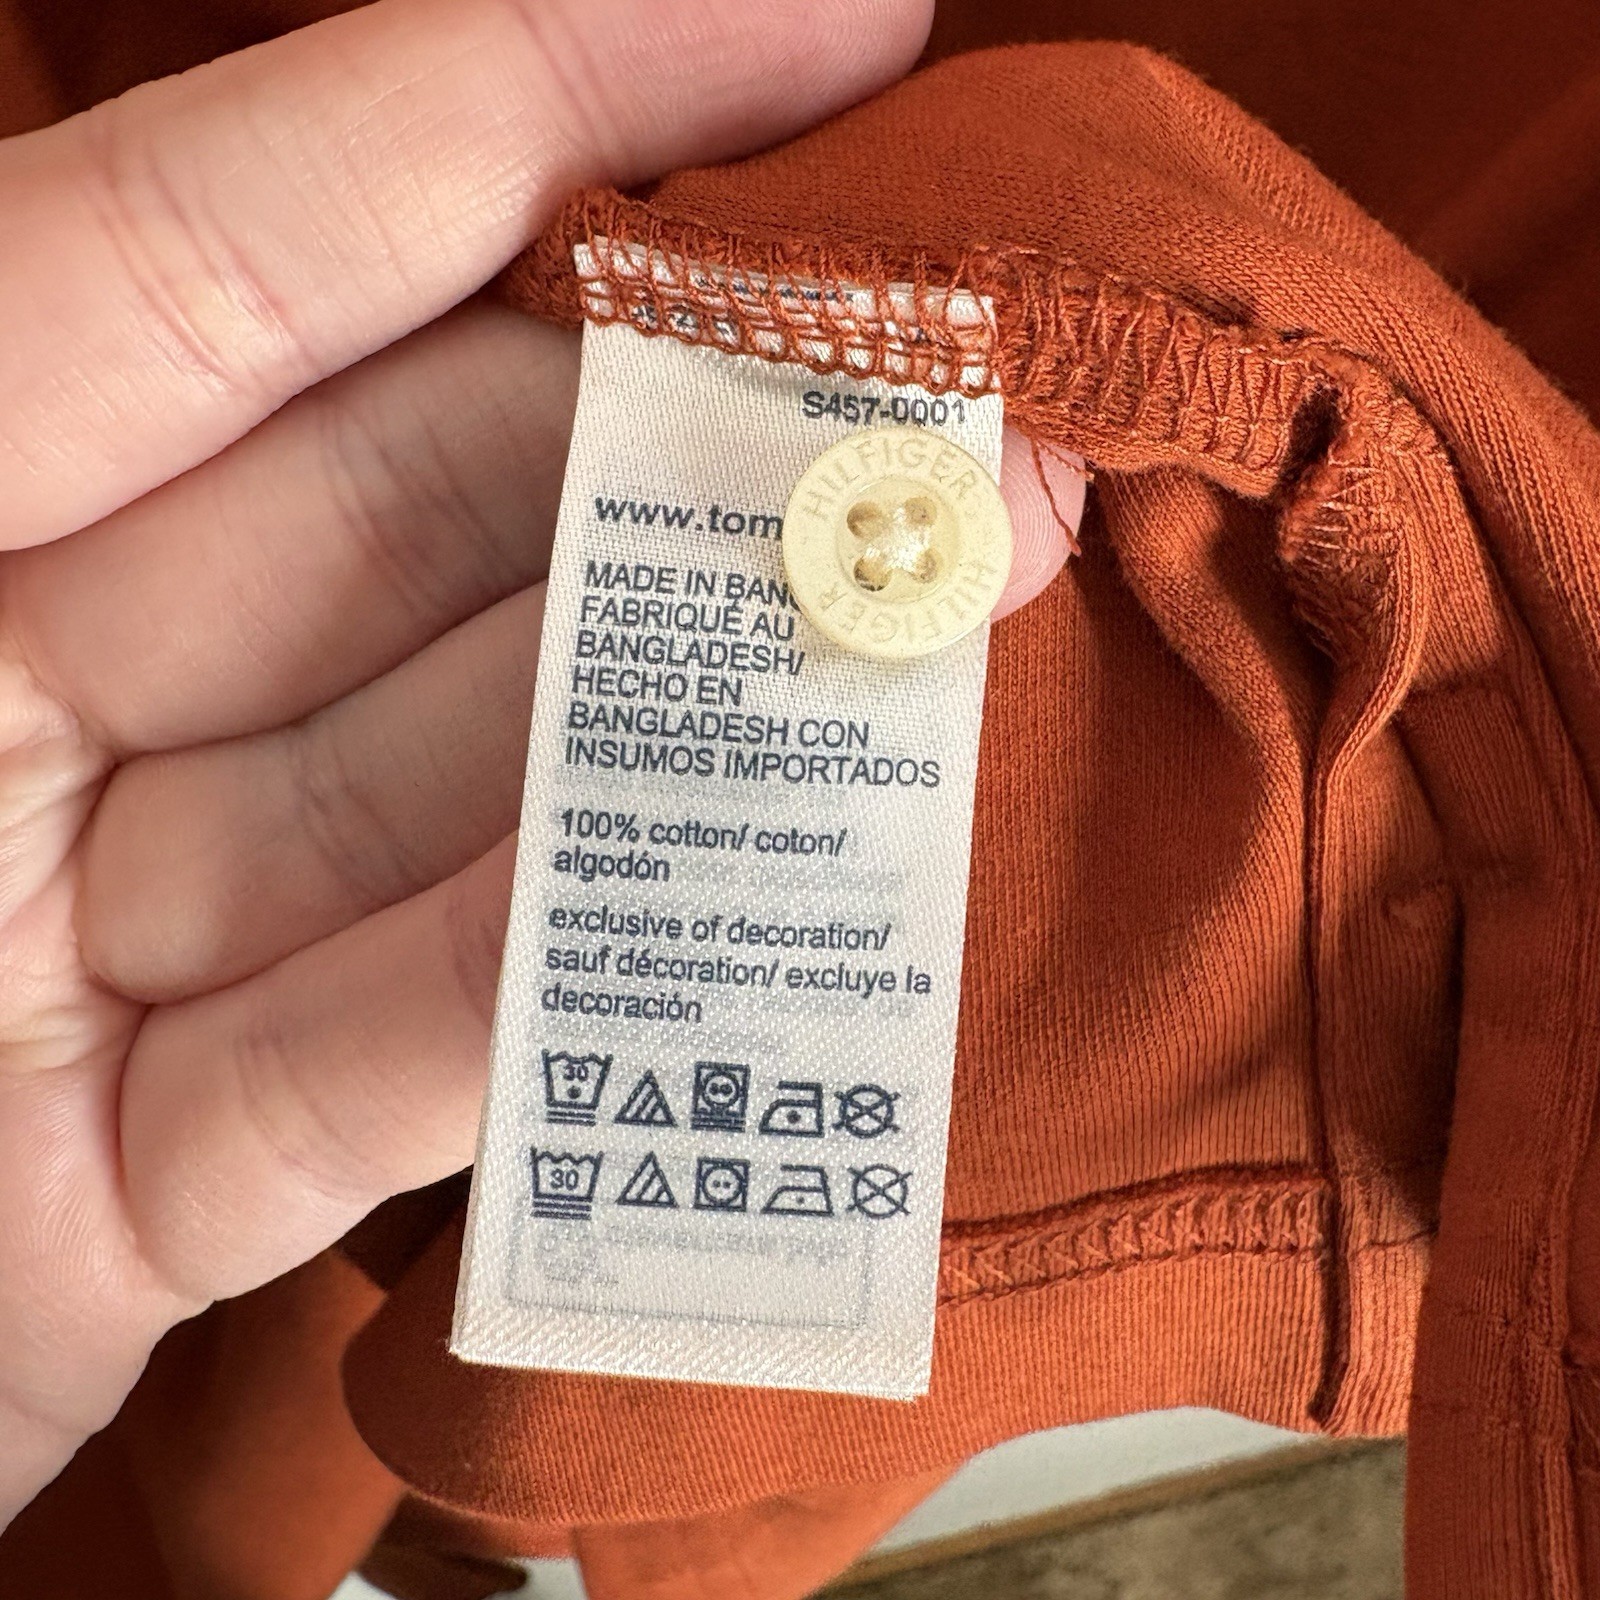 S457-0001
HILFIGER HILFIGER
www.tom
MADE IN BAN
FABRIQUÉ AU
BANGLADESH/
HECHO EN
BANGLADESH CON
INSUMOS IMPORTADOS
100% cotton/ coton/
algodón
exclusive of decoration/
sauf décoration/ excluye la
decoración
30
30